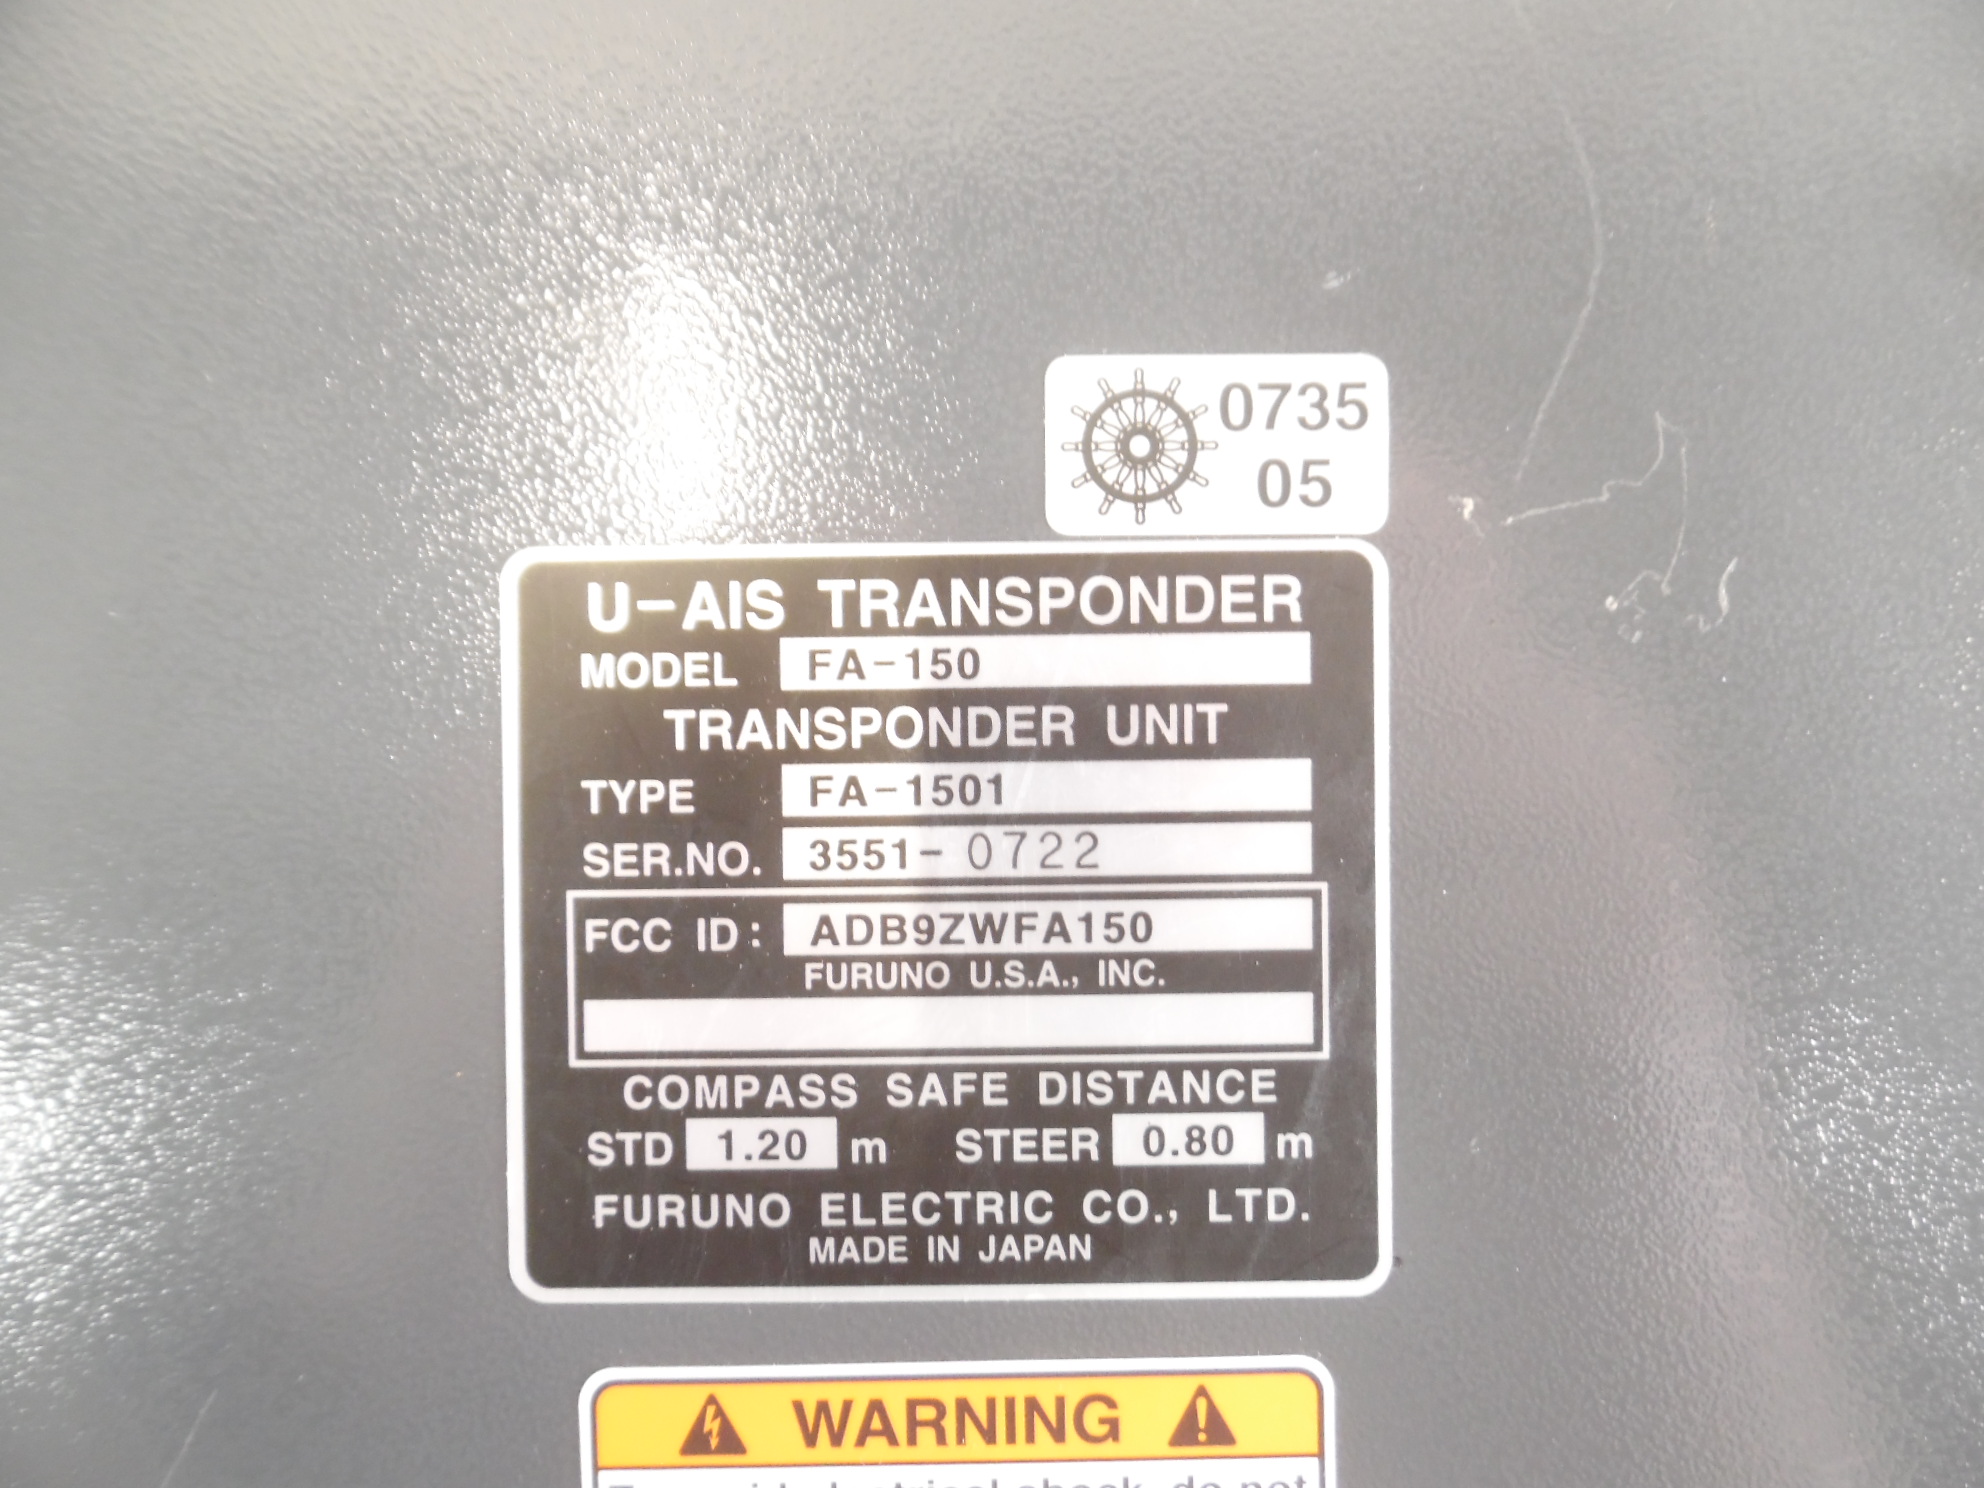 0735
05
U-AIS TRANSPONDER
MODEL FA-150
TRANSPONDER UNIT
TYPE FA-1501
SER.NO. 3551- 0722
FCC ID: ADB9ZWFA150
FURUNO U.S.A., INC.
COMPASS SAFE DISTANCE
STD 1.20 m STEER 0.80 m
FURUNO ELECTRIC CO., LTD.
MADE IN JAPAN
WARNING